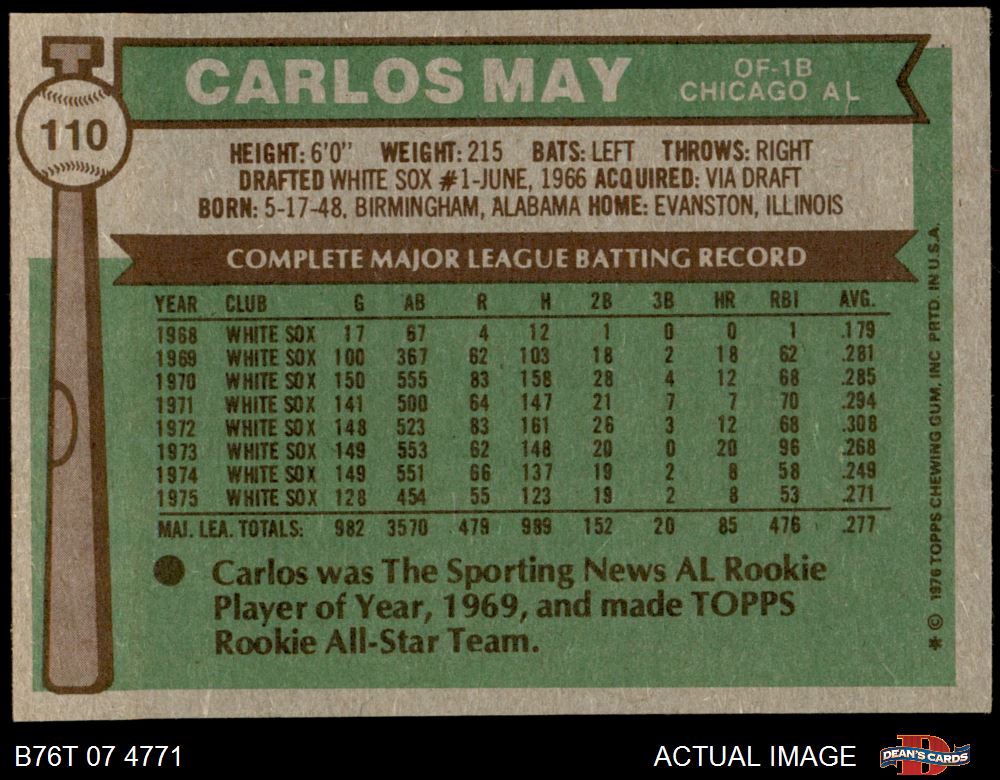 110
CARLOS MAY
OF-1B
CHICAGO AL
HEIGHT: 6'0" WEIGHT: 215 BATS: LEFT THROWS: RIGHT
DRAFTED WHITE SOX #1-JUNE, 1966 ACQUIRED: VIA DRAFT
BORN: 5-17-48, BIRMINGHAM, ALABAMA HOME: EVANSTON, ILLINOIS
COMPLETE MAJOR LEAGUE BATTING RECORD
YEAR CLUB G AB R H 2B 3B HR RBI AVG.
1968 WHITE SOX 17 67 4 12 1 0 0 1 .179
1969 WHITE SOX 100 367 62 103 18 2 18 62 .281
1970 WHITE SOX 150 555 83 158 28 4 12 68 .285
1971 WHITE SOX 141 500 64 147 21 7 7 70 .294
1972 WHITE SOX 148 523 83 161 26 3 12 68 .308
1973 WHITE SOX 149 553 62 148 20 0 20 96 .268
1974 WHITE SOX 149 551 66 137 19 2 8 58 .249
1975 WHITE SOX 128 454 55 123 19 2 8 53 .271
MAJ. LEA. TOTALS: 982 3570 479 989 152 20 85 476 .277
● Carlos was The Sporting News AL Rookie
Player of Year, 1969, and made TOPPS
Rookie All-Star Team.
* © 1976 TOPPS CHEWING GUM, INC PRTD. IN U.S.A.
B76T 07 4771
ACTUAL IMAGE
DEAN'S CARDS